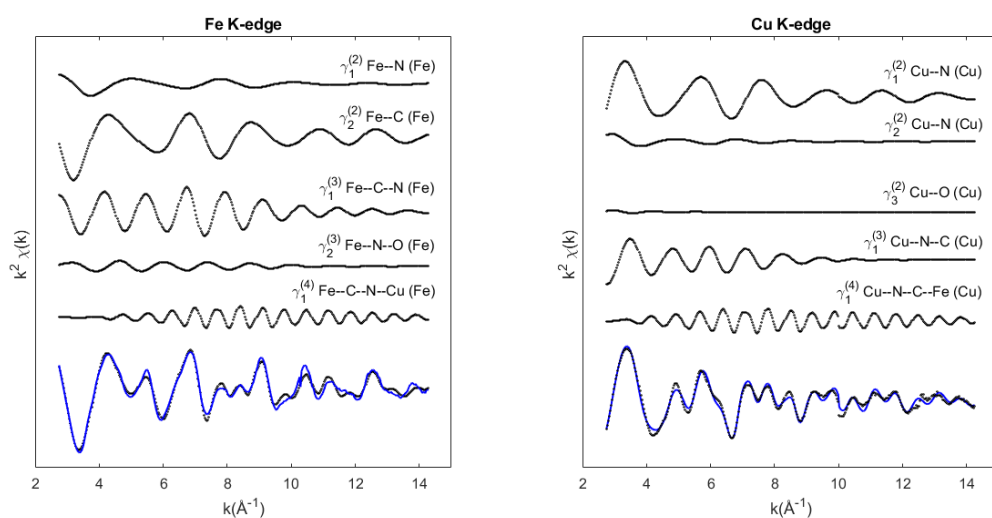 Fe K-edge
γ₁⁽²⁾ Fe--N (Fe)
γ₂⁽²⁾ Fe--C (Fe)
γ₁⁽³⁾ Fe--C--N (Fe)
γ₂⁽³⁾ Fe--N--O (Fe)
γ₁⁽⁴⁾ Fe--C--N--Cu (Fe)
k² χ(k)
2 4 6 8 10 12 14
k(Å⁻¹)
Cu K-edge
γ₁⁽²⁾ Cu--N (Cu)
γ₂⁽²⁾ Cu--N (Cu)
γ₃⁽²⁾ Cu--O (Cu)
γ₁⁽³⁾ Cu--N--C (Cu)
γ₁⁽⁴⁾ Cu--N--C--Fe (Cu)
k² χ(k)
2 4 6 8 10 12 14
k(Å⁻¹)